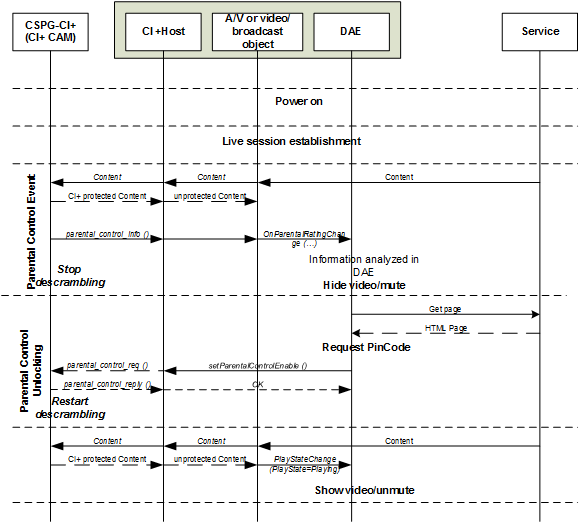 CSPG-CI+
(CI+ CAM)
CI+Host
A/V or video/
broadcast
object
DAE
Service
Power on
Live session establishment
Parental Control Event
Content
Content
Content
CI+ protected Content
unprotected Content
parental_control_info ()
OnParentalRatingCha
nge (...)
Information analyzed in
DAE
Stop
descrambling
Hide video/mute
Parental Control
Unlocking
Get page
HTML Page
Request PinCode
parental_control_req ()
setParentalControlEnable ()
parental_control_reply ()
OK
Restart
descrambling
Content
Content
Content
CI+ protected Content
unprotected Content
PlayStateChange
(PlayState=Playing)
Show video/unmute